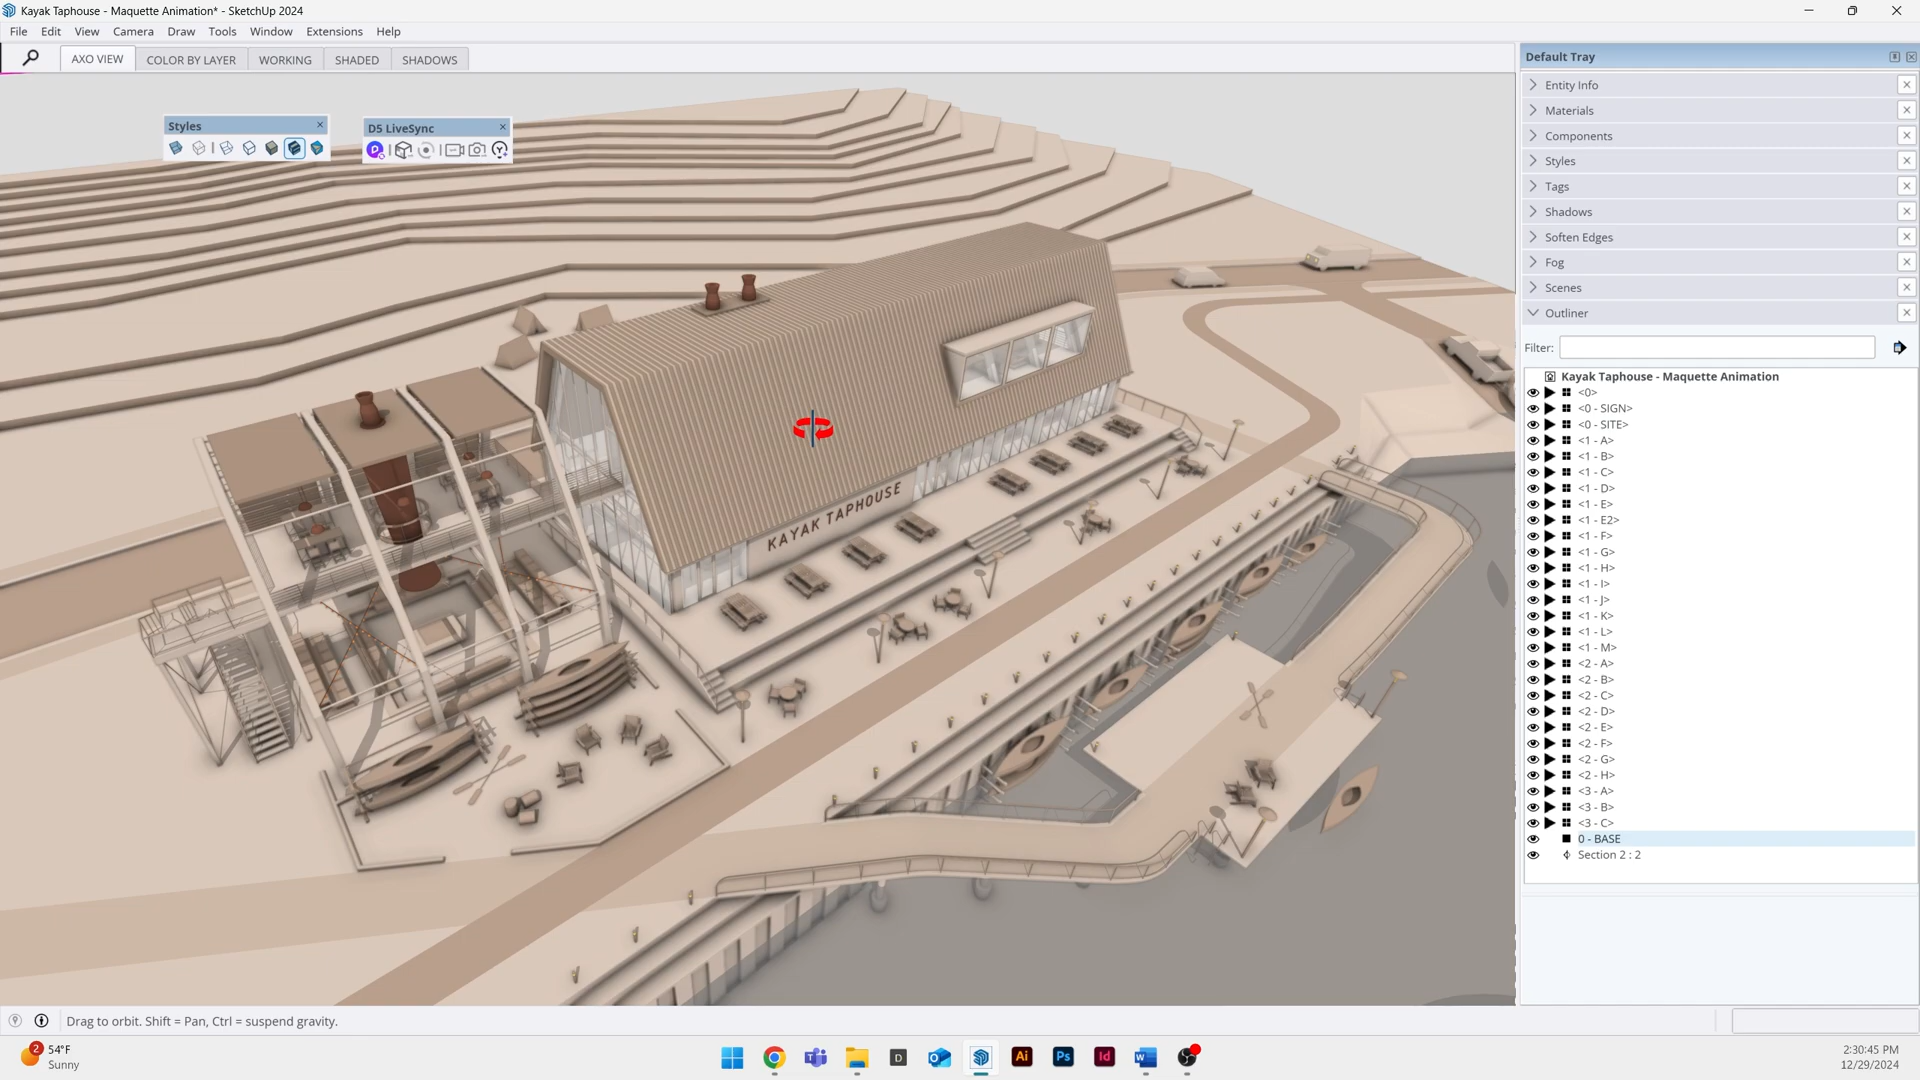 Kayak Taphouse - Maquette Animation* - SketchUp 2024
File Edit View Camera Draw Tools Window Extensions Help
AXO VIEW COLOR BY LAYER WORKING SHADED SHADOWS
Default Tray
Entity Info
Materials
Components
Styles
Tags
Shadows
Soften Edges
Fog
Scenes
Outliner
Filter:
Kayak Taphouse - Maquette Animation
<0>
<0 - SIGN>
<0 - SITE>
<1 - A>
<1 - B>
<1 - C>
<1 - D>
<1 - E>
<1 - E2>
<1 - F>
<1 - G>
<1 - H>
<1 - I>
<1 - J>
<1 - K>
<1 - L>
<1 - M>
<2 - A>
<2 - B>
<2 - C>
<2 - D>
<2 - E>
<2 - F>
<2 - G>
<2 - H>
<3 - A>
<3 - B>
<3 - C>
0 - BASE
Section 2 : 2
Styles
D5 LiveSync
KAYAK TAPHOUSE
Drag to orbit. Shift = Pan, Ctrl = suspend gravity.
2
54°F
Sunny
D
Ai
Ps
Id
W
2:30:45 PM
12/29/2024